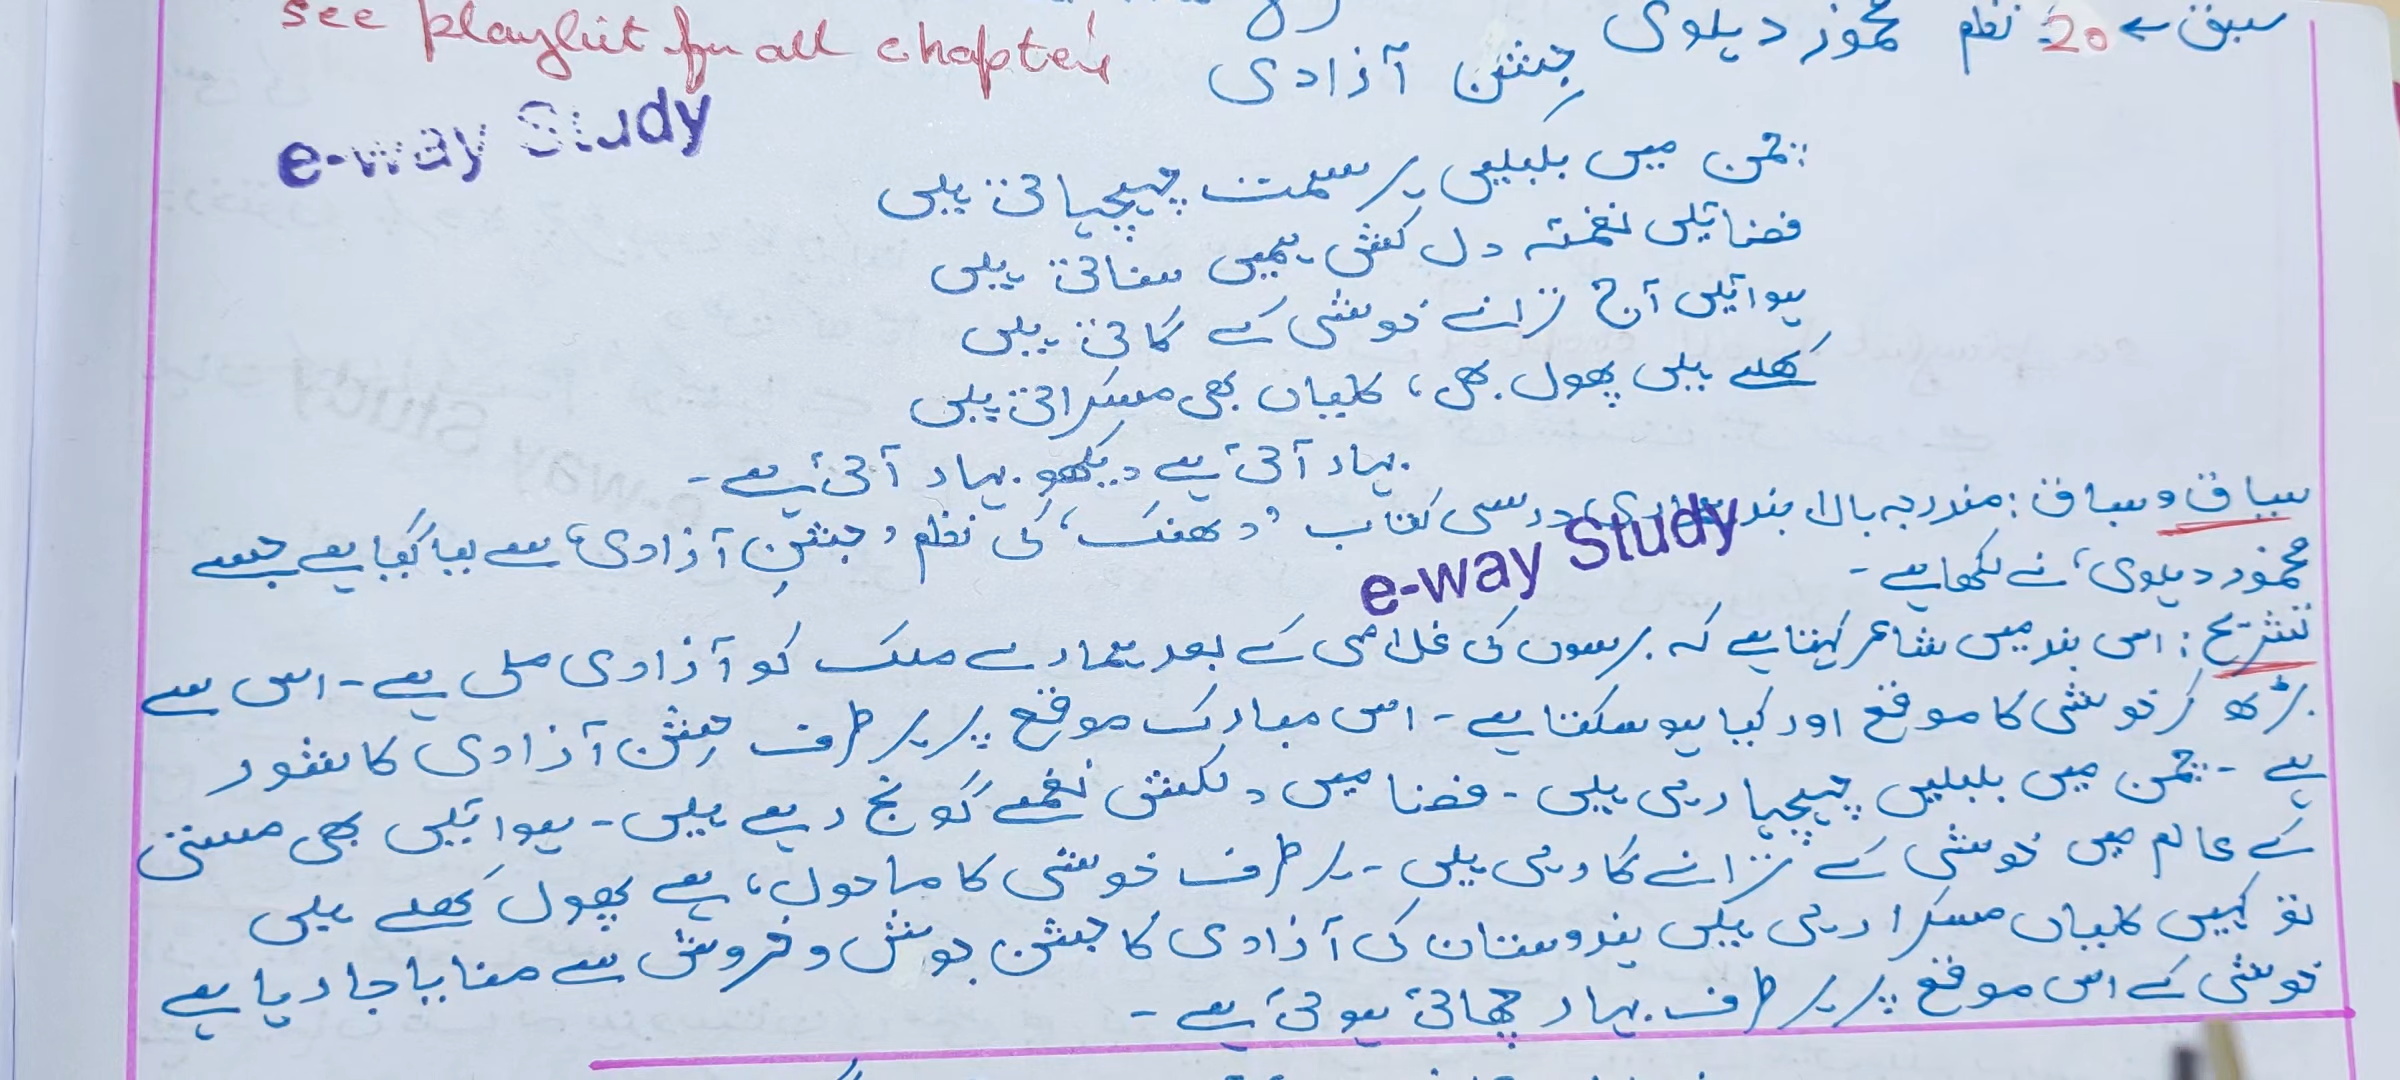 سبق ← 20: نظم محمور دہلوی
see playlist for all chapters
جشنِ آزادی
e-way Study
چمن میں بلبلیں ہر سمت چہچہاتی ہیں
فضائیں نغمہ دل کش ہمیں سناتی ہیں
ہوائیں آج ترانے خوشی کے گاتی ہیں
کھلے ہیں پھول بھی، کلیاں بھی مسکراتی ہیں
بہار آئی ہے دیکھو بہار آئی ہے۔
سیاق و سباق: مندرجہ بالا بند ہماری درسی کتاب 'دھنک' کی نظم 'جشنِ آزادی' سے لیا گیا ہے جسے
e-way Study
محمور دہلوی' نے لکھا ہے۔
تشریح: اس بند میں شاعر کہتا ہے کہ برسوں کی غلامی کے بعد ہمارے ملک کو آزادی ملی ہے۔ اس سے
بڑھ کر خوشی کا موقع اور کیا ہو سکتا ہے۔ اس مبارک موقع پر ہر طرف جشنِ آزادی کا شور
ہے۔ چمن میں بلبلیں چہچہا رہی ہیں۔ فضا میں دلکش نغمے گونج رہے ہیں۔ ہوائیں بھی مستی
کے عالم میں خوشی کے ترانے گا رہی ہیں۔ ہر طرف خوشی کا ماحول، ہے پھول کھلے ہیں
تو کہیں کلیاں مسکرا رہی ہیں ہندوستان کی آزادی کا جشن جوش و خروش سے منایا جا رہا ہے
خوشی کے اس موقع پر ہر طرف بہار چھائی ہوئی ہے۔